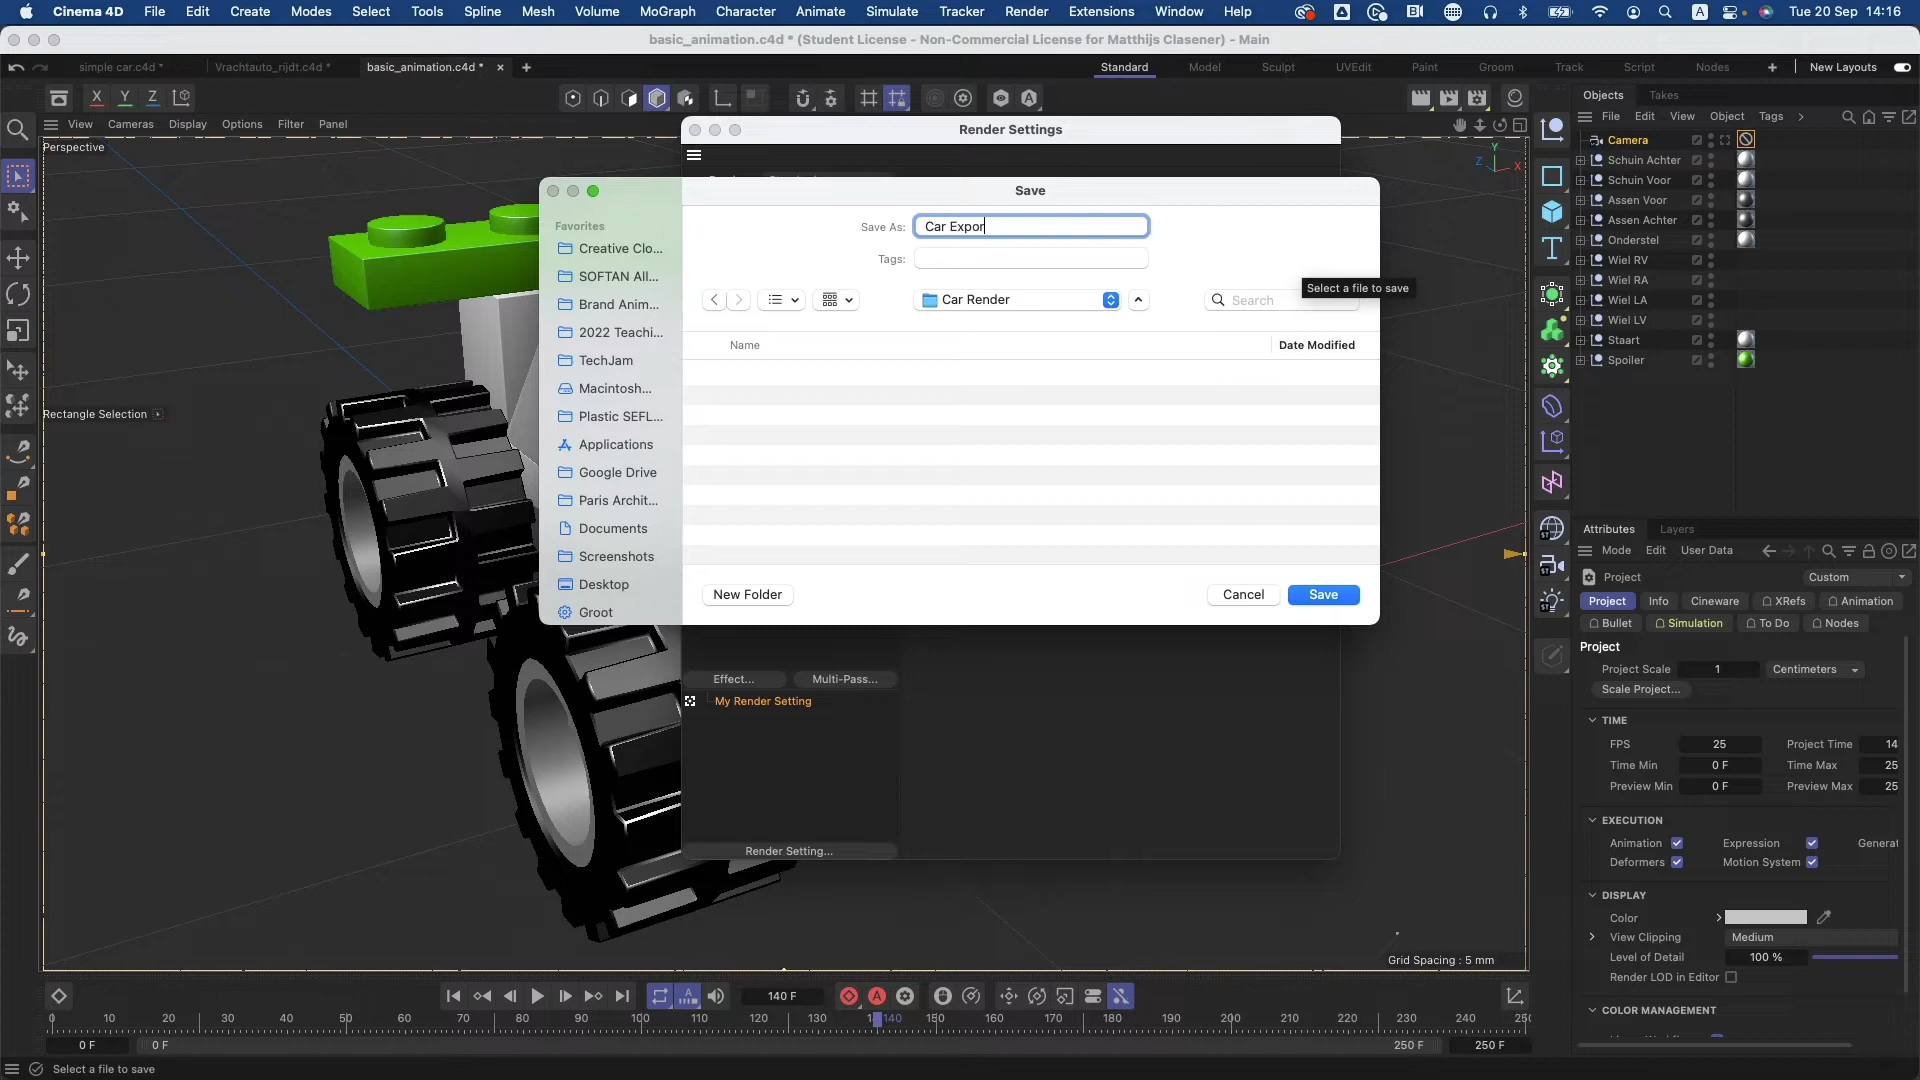 Cinema 4D File Edit Create Modes Select Tools Spline Mesh Volume MoGraph Character Animate Simulate Tracker Render Extensions Window Help A Tue 20 Sep 14:16
basic_animation.c4d * (Student License - Non-Commercial License for Matthijs Clasener) - Main
simple car.c4d * Vrachtauto_rijdt.c4d * basic_animation.c4d * Standard Model Sculpt UVEdit Paint Groom Track Script Nodes New Layouts
X Y Z
Objects Takes
View Cameras Display Options Filter Panel
File Edit View Object Tags
Perspective
Render Settings
Y
Z X
Camera
Schuin Achter
Schuin Voor
Assen Voor
Assen Achter
Onderstel
Wiel RV
Wiel RA
Wiel LA
Wiel LV
Staart
Spoiler
Save
Save As: Car Expor
Tags:
Car Render
Search
Select a file to save
Name Date Modified
Favorites
Creative Clo...
SOFTAN All...
Brand Anim...
2022 Teachi...
TechJam
Macintosh...
Plastic SEFL...
Applications
Google Drive
Paris Archit...
Documents
Screenshots
Desktop
Groot
New Folder Cancel Save
Rectangle Selection
Effect... Multi-Pass...
My Render Setting
Render Setting...
Attributes Layers
Mode Edit User Data
Project Custom
Project Info Cineware XRefs Animation
Bullet Simulation To Do Nodes
Project
Project Scale 1 Centimeters
Scale Project...
TIME
FPS 25 Project Time 14
Time Min 0 F Time Max 25
Preview Min 0 F Preview Max 25
EXECUTION
Animation Expression Generat
Deformers Motion System
DISPLAY
Color
View Clipping Medium
Level of Detail 100 %
Render LOD in Editor
COLOR MANAGEMENT
Grid Spacing : 5 mm
140 F
0 10 20 30 40 50 60 70 80 90 100 110 120 130 140 150 160 170 180 190 200 210 220 230 240
0 F 0 F 250 F 250 F
Select a file to save